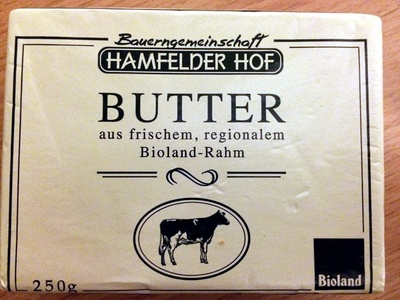 Bauerngemeinschaft
HAMFELDER HOF
BUTTER
aus frischem, regionalem
Bioland-Rahm
250g
Bioland